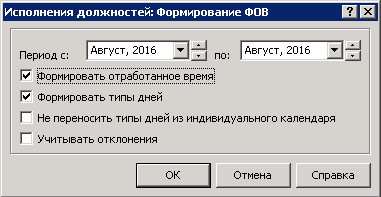 Исполнения должностей: Формирование ФОВ
Период с: Август, 2016 по: Август, 2016
Формировать отработанное время
Формировать типы дней
Не переносить типы дней из индивидуального календаря
Учитывать отклонения
ОК Отмена Справка